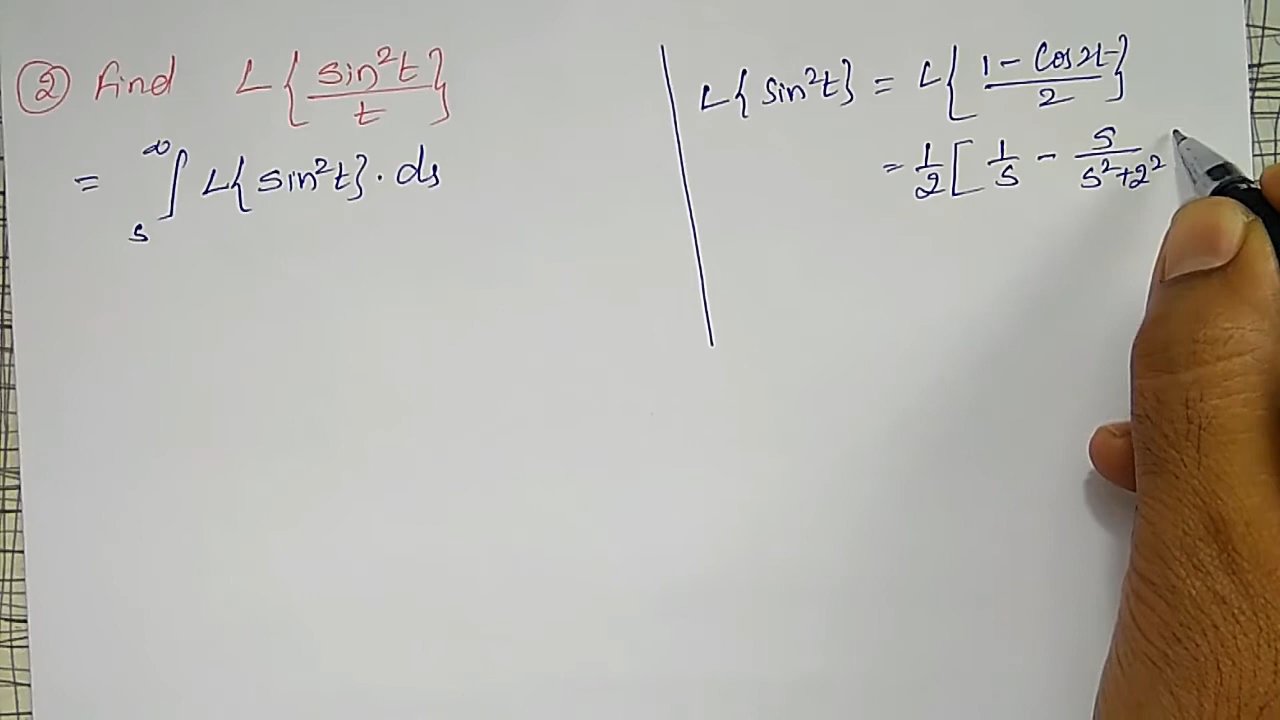 ② Find L{sin²t/t}
= ∫ₛ^∞ L{sin²t}·ds
L{sin²t} = L{(1 - Cos2t)/2}
= 1/2[1/s - s/(s²+2²)